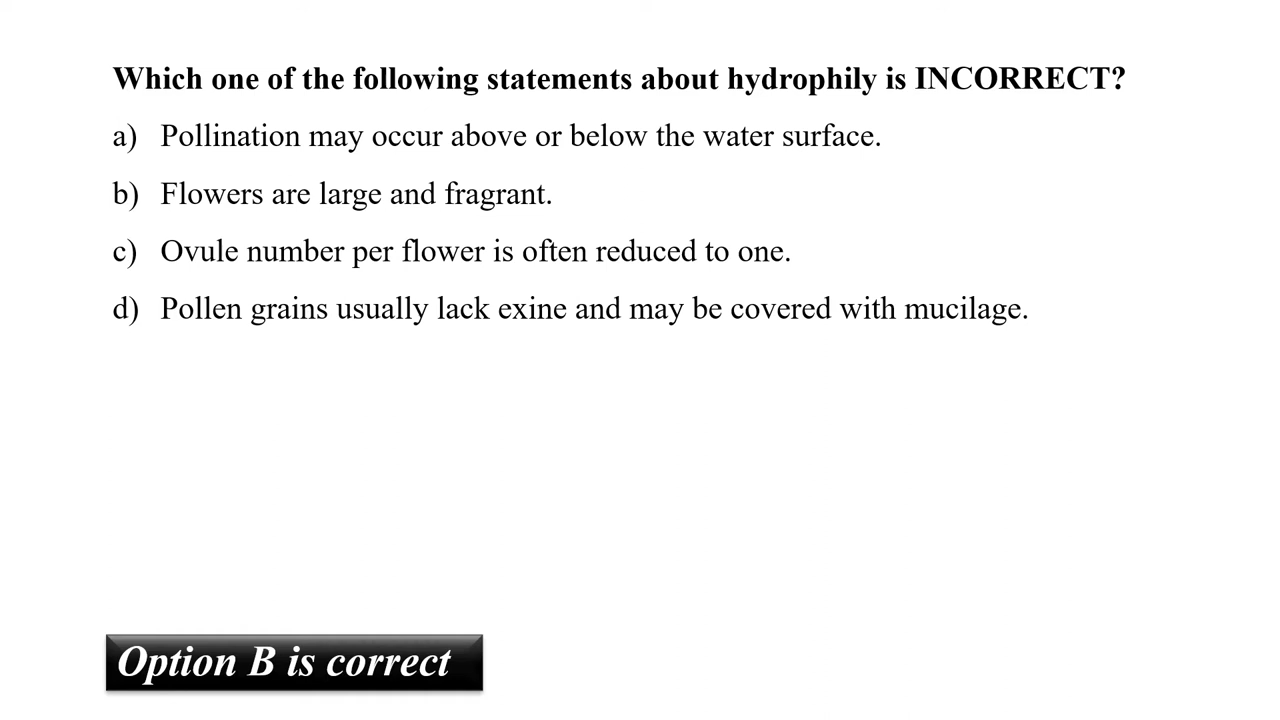 Which one of the following statements about hydrophily is INCORRECT?
a) Pollination may occur above or below the water surface.
b) Flowers are large and fragrant.
c) Ovule number per flower is often reduced to one.
d) Pollen grains usually lack exine and may be covered with mucilage.
Option B is correct